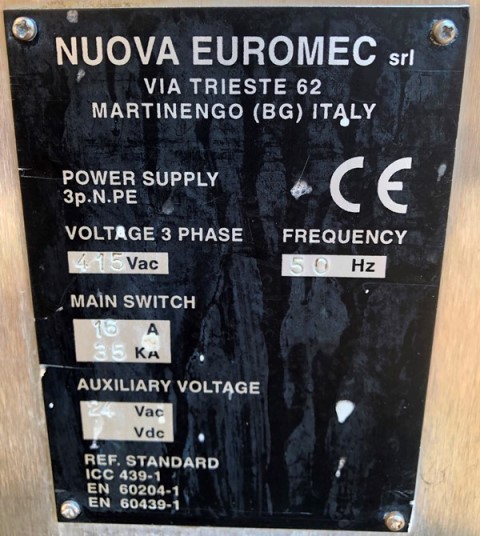 NUOVA EUROMEC srl
VIA TRIESTE 62
MARTINENGO (BG) ITALY
CE
POWER SUPPLY
3p.N.PE
VOLTAGE 3 PHASE FREQUENCY
415 Vac 50 Hz
MAIN SWITCH
16 A
35 KA
AUXILIARY VOLTAGE
24 Vac
/ Vdc
REF. STANDARD
ICC 439-1
EN 60204-1
EN 60439-1